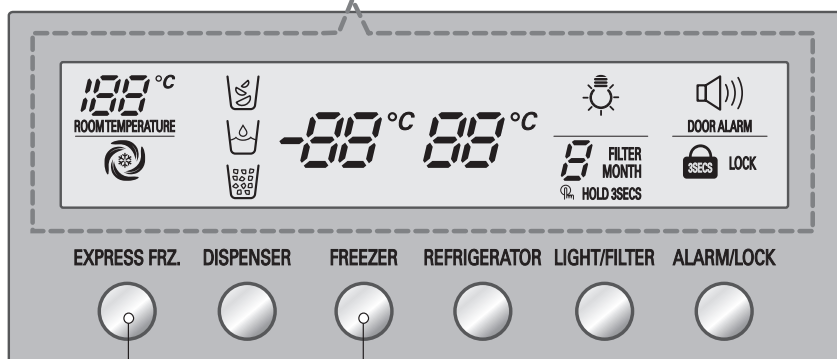 188 °C
ROOM TEMPERATURE
-88 °C 88 °C
8 FILTER
MONTH
HOLD 3SECS
DOOR ALARM
3SECS LOCK
EXPRESS FRZ. DISPENSER FREEZER REFRIGERATOR LIGHT/FILTER ALARM/LOCK